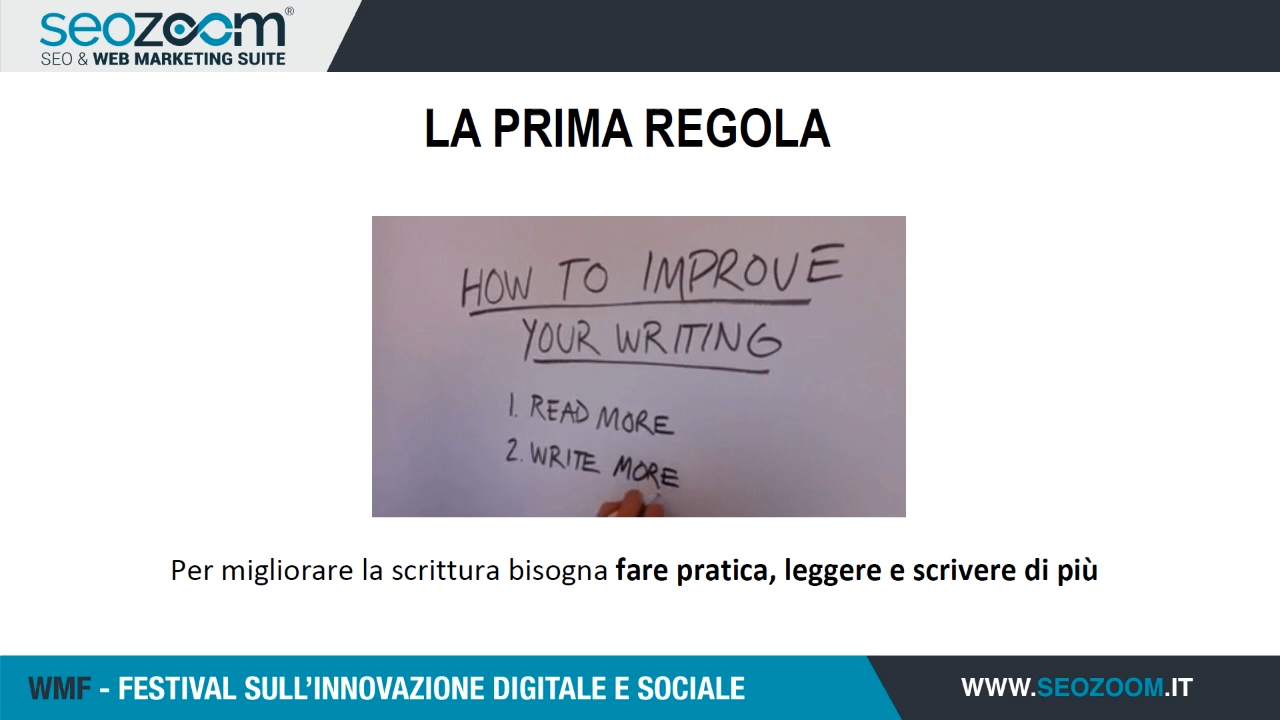 seozoom®
SEO & WEB MARKETING SUITE
LA PRIMA REGOLA
HOW TO IMPROVE
YOUR WRITING
1. READ MORE
2. WRITE MORE
Per migliorare la scrittura bisogna fare pratica, leggere e scrivere di più
WMF - FESTIVAL SULL'INNOVAZIONE DIGITALE E SOCIALE
WWW.SEOZOOM.IT